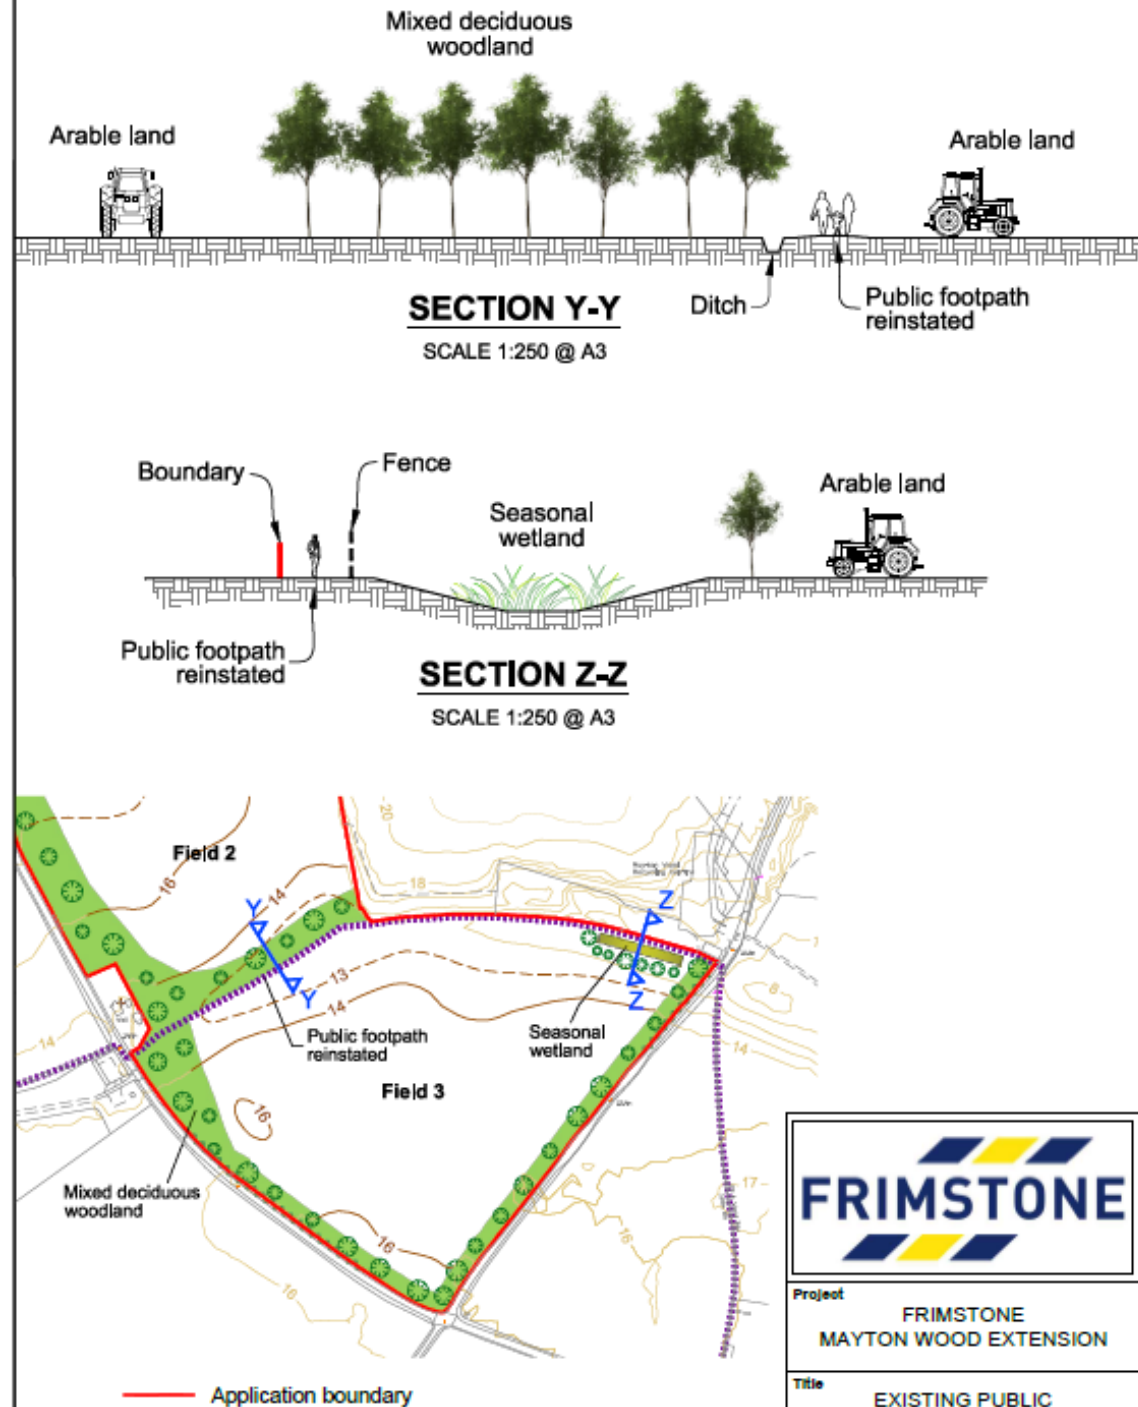 Mixed deciduous
woodland
Arable land
Arable land
SECTION Y-Y
SCALE 1:250 @ A3
Ditch
Public footpath
reinstated
Boundary
Fence
Seasonal
wetland
Arable land
Public footpath
reinstated
SECTION Z-Z
SCALE 1:250 @ A3
20
Field 2
16
14
18
Y
Z
Y
13
14
Z
8
14
14
Public footpath
reinstated
Seasonal
wetland
Field 3
16
Mixed deciduous
woodland
17
16
16
16
FRIMSTONE
Project
FRIMSTONE
MAYTON WOOD EXTENSION
Title
EXISTING PUBLIC
Application boundary